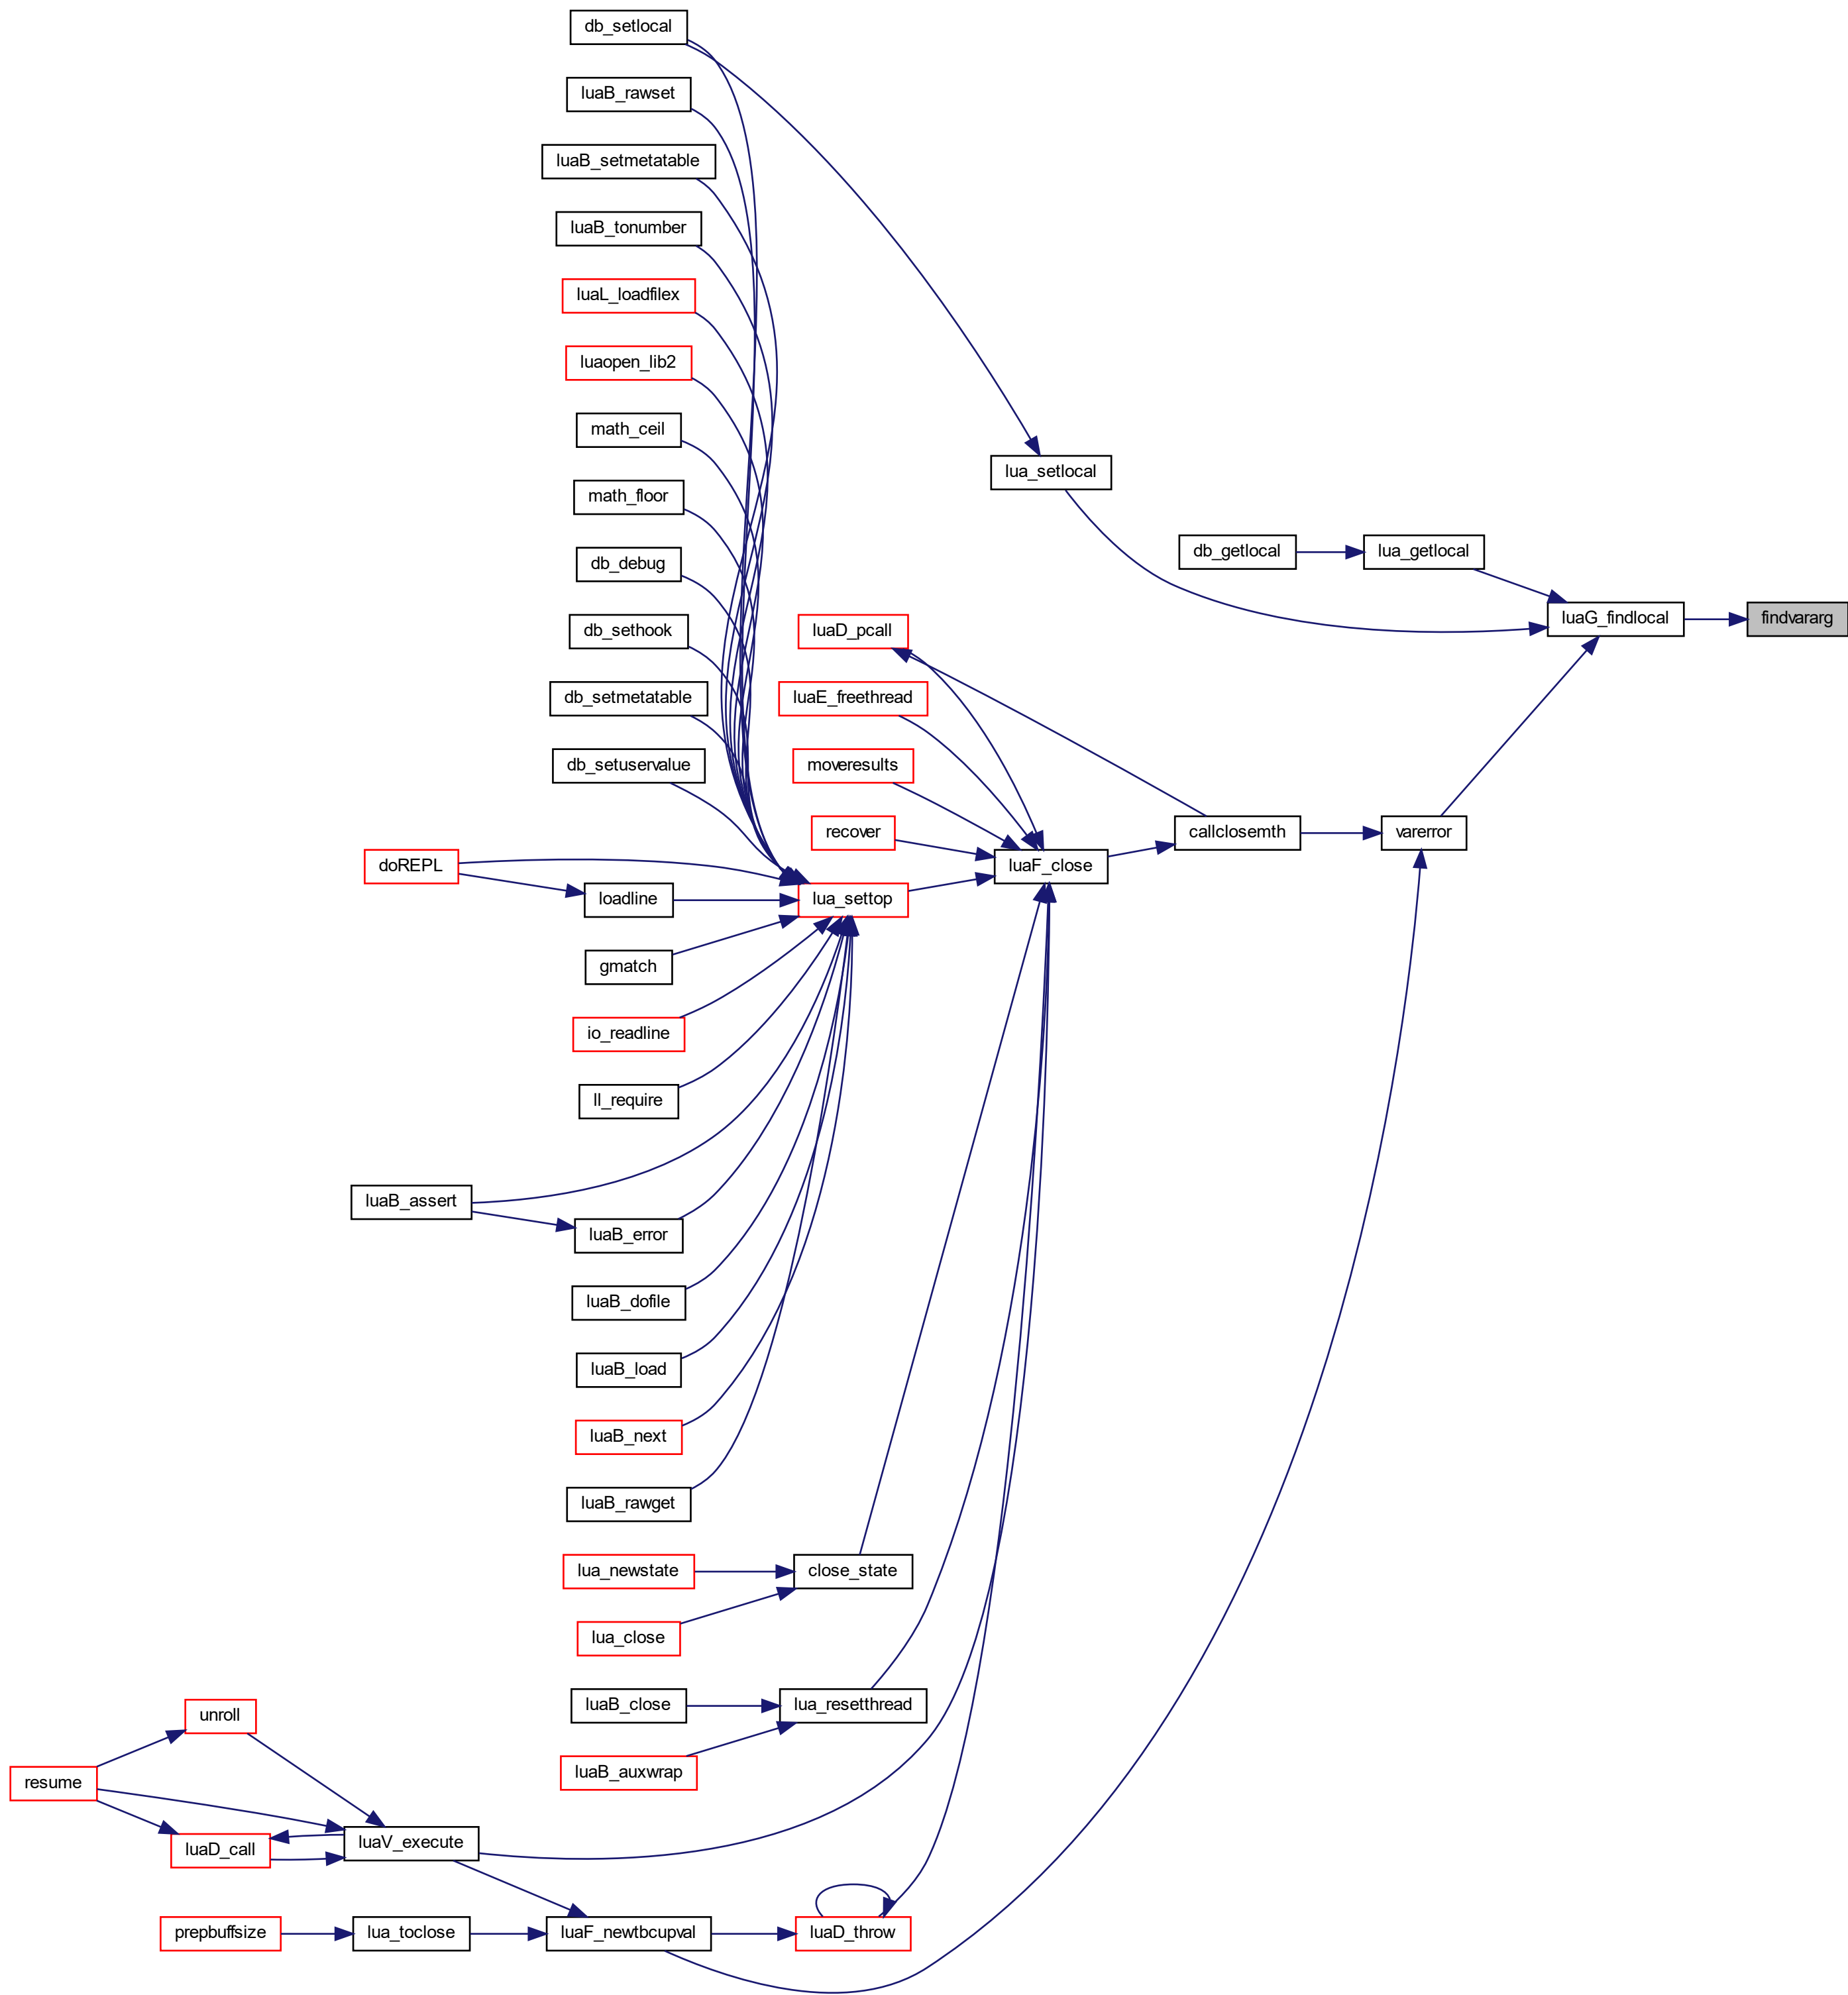 db_setlocal
luaB_rawset
luaB_setmetatable
luaB_tonumber
luaL_loadfilex
luaopen_lib2
math_ceil
lua_setlocal
math_floor
db_debug
db_getlocal
lua_getlocal
db_sethook
luaD_pcall
luaG_findlocal
findvararg
db_setmetatable
luaE_freethread
db_setuservalue
moveresults
recover
callclosemth
varerror
doREPL
luaF_close
loadline
lua_settop
gmatch
io_readline
ll_require
luaB_assert
luaB_error
luaB_dofile
luaB_load
luaB_next
luaB_rawget
lua_newstate
close_state
lua_close
luaB_close
lua_resetthread
unroll
luaB_auxwrap
resume
luaD_call
luaV_execute
prepbuffsize
lua_toclose
luaF_newtbcupval
luaD_throw